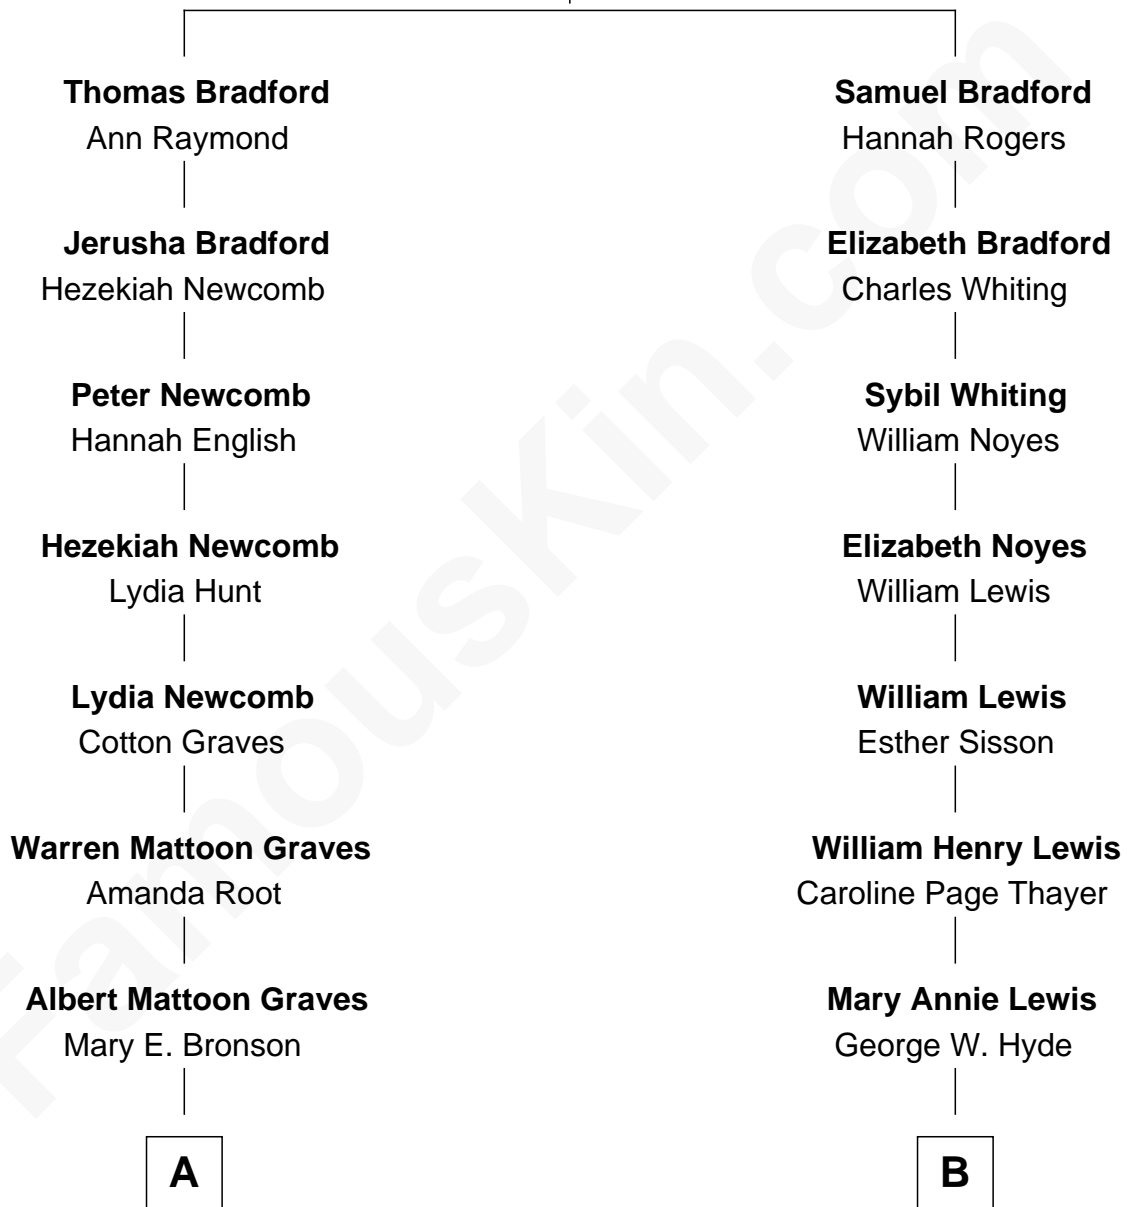 Thomas Bradford
Ann Raymond
Jerusha Bradford
Hezekiah Newcomb
Peter Newcomb
Hannah English
Hezekiah Newcomb
Lydia Hunt
Lydia Newcomb
Cotton Graves
Warren Mattoon Graves
Amanda Root
Albert Mattoon Graves
Mary E. Bronson
A
Samuel Bradford
Hannah Rogers
Elizabeth Bradford
Charles Whiting
Sybil Whiting
William Noyes
Elizabeth Noyes
William Lewis
William Lewis
Esther Sisson
William Henry Lewis
Caroline Page Thayer
Mary Annie Lewis
George W. Hyde
B
FamousKin.com